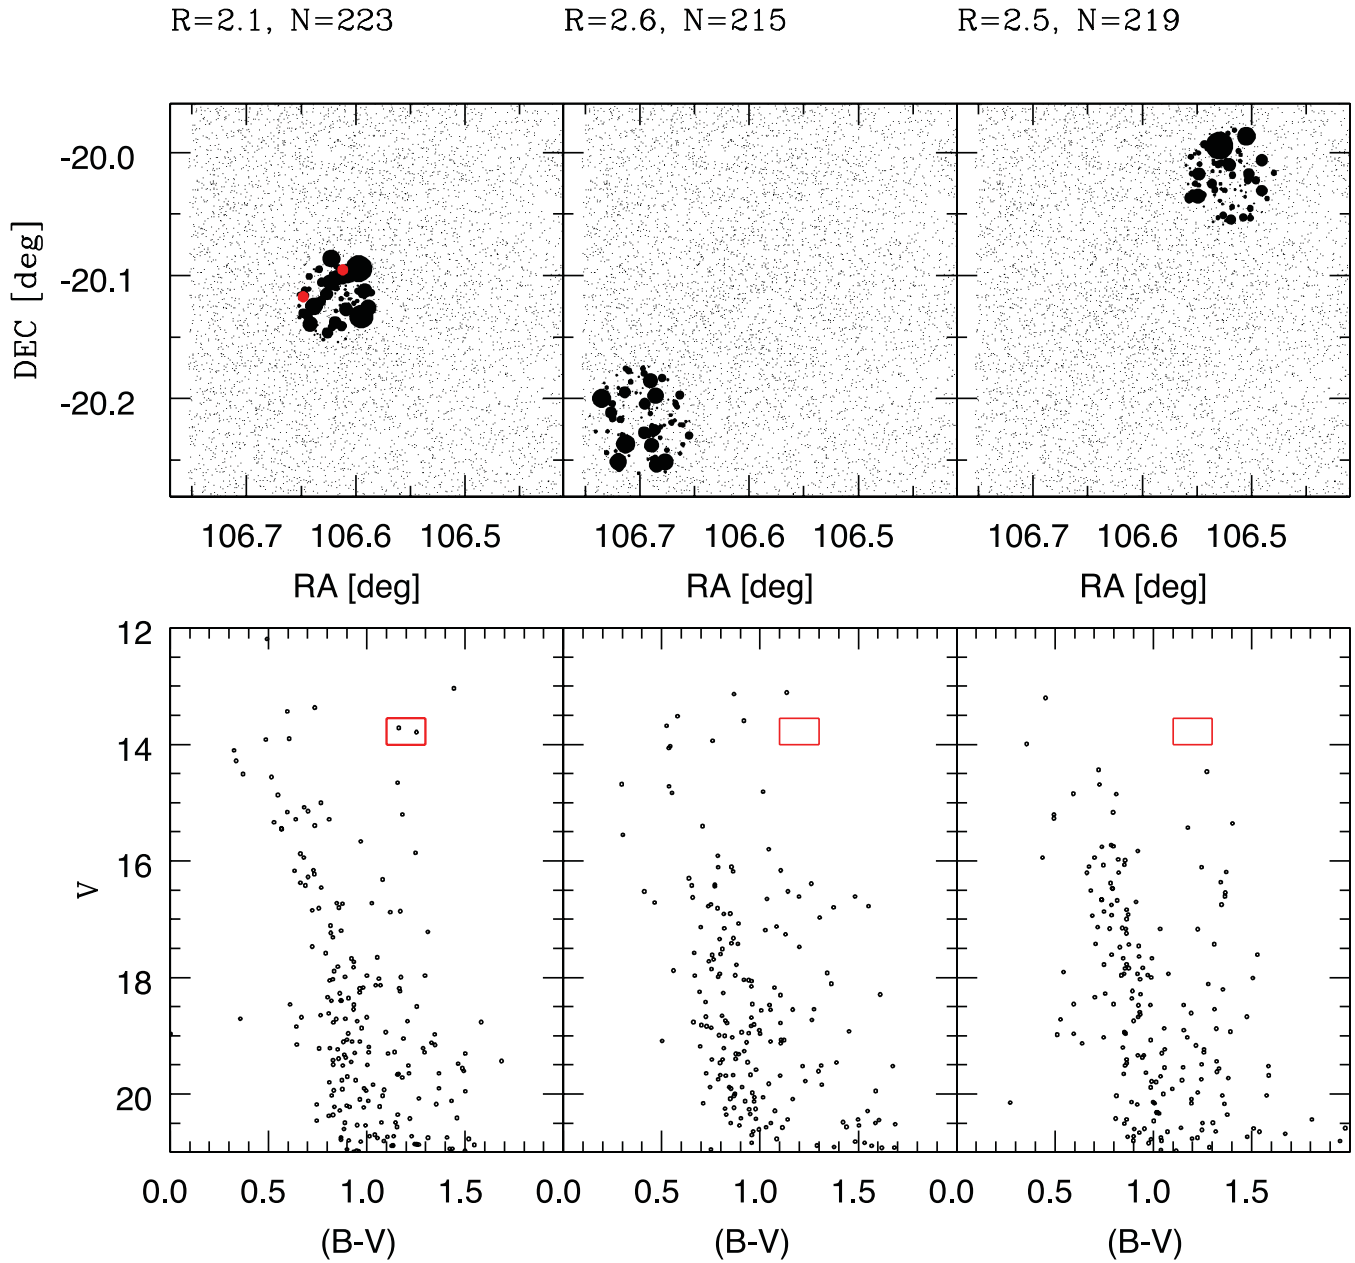 R=2.1, N=223 R=2.6, N=215 R=2.5, N=219
-20.0
-20.1
-20.2
DEC [deg]
106.7 106.6 106.5 106.7 106.6 106.5 106.7 106.6 106.5
RA [deg] RA [deg] RA [deg]
12
14
16
18
20
V
0.0 0.5 1.0 1.5 0.0 0.5 1.0 1.5 0.0 0.5 1.0 1.5
(B-V) (B-V) (B-V)